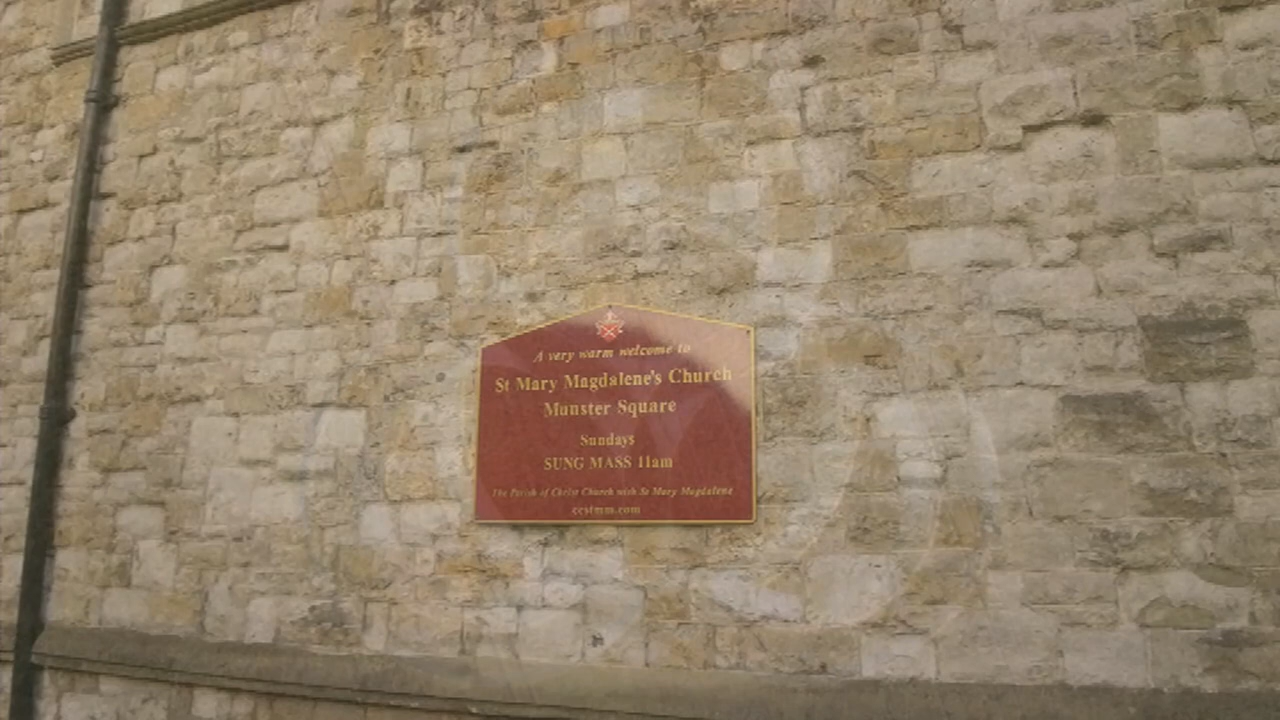 A very warm welcome to
St Mary Magdalene's Church
Munster Square
Sundays
SUNG MASS 11am
The Parish of Christ Church with St Mary Magdalene
ccstmm.com